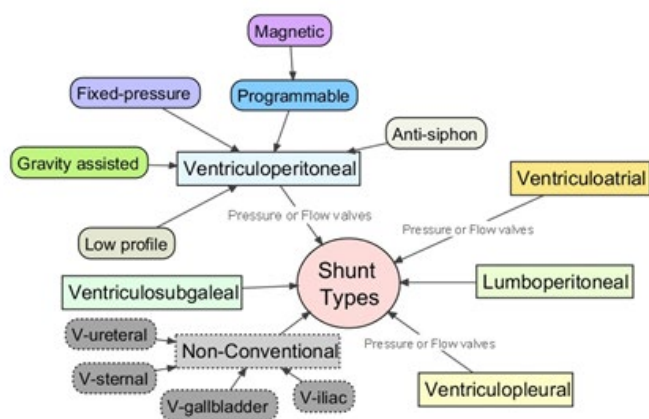 Magnetic
Fixed-pressure
Programmable
Anti-siphon
Gravity assisted
Ventriculoperitoneal
Ventriculoatrial
Pressure or Flow valves
Pressure or Flow valves
Low profile
Shunt
Types
Lumboperitoneal
Ventriculosubgaleal
V-ureteral
Non-Conventional
Pressure or Flow valves
V-sternal
V-gallbladder
V-iliac
Ventriculopleural